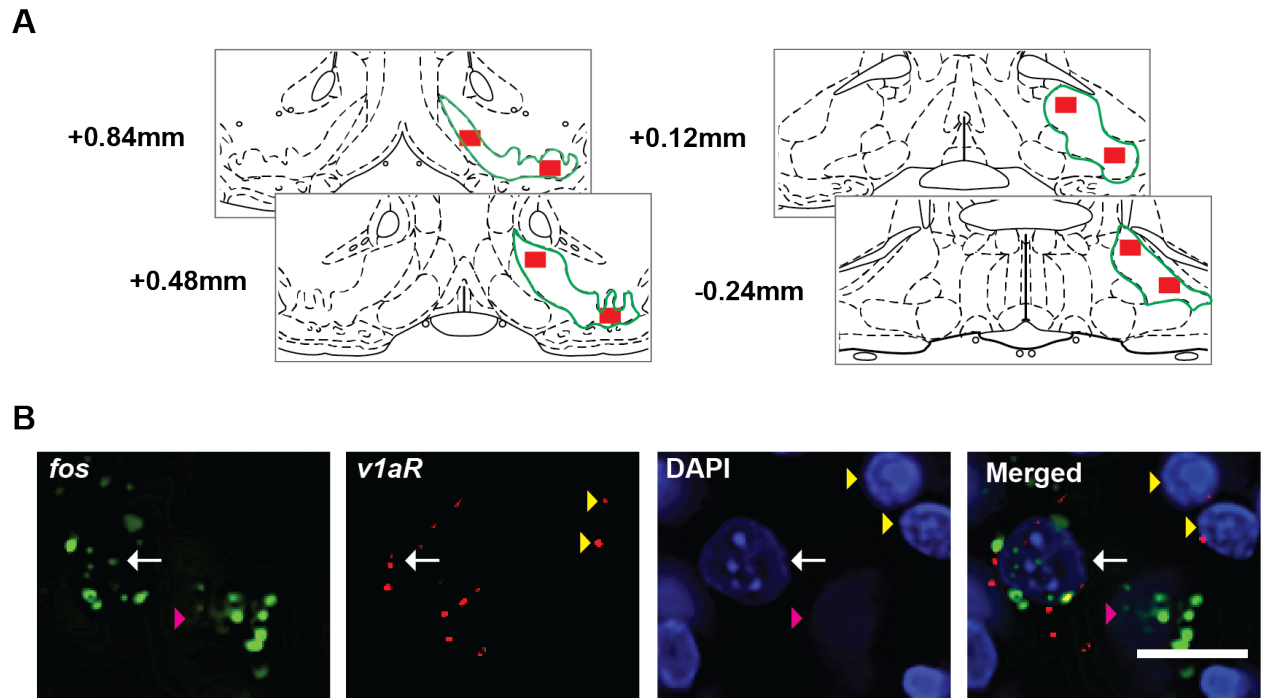 A
+0.84mm
+0.12mm
+0.48mm
-0.24mm
B
fos
v1aR
DAPI
Merged